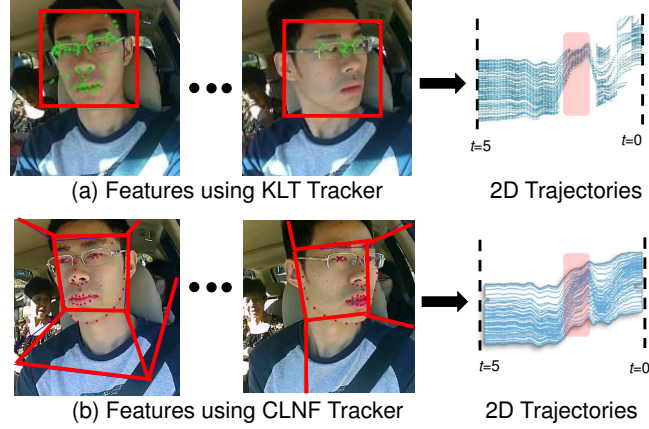 t=5
t=0
(a) Features using KLT Tracker
2D Trajectories
t=5
t=0
(b) Features using CLNF Tracker
2D Trajectories